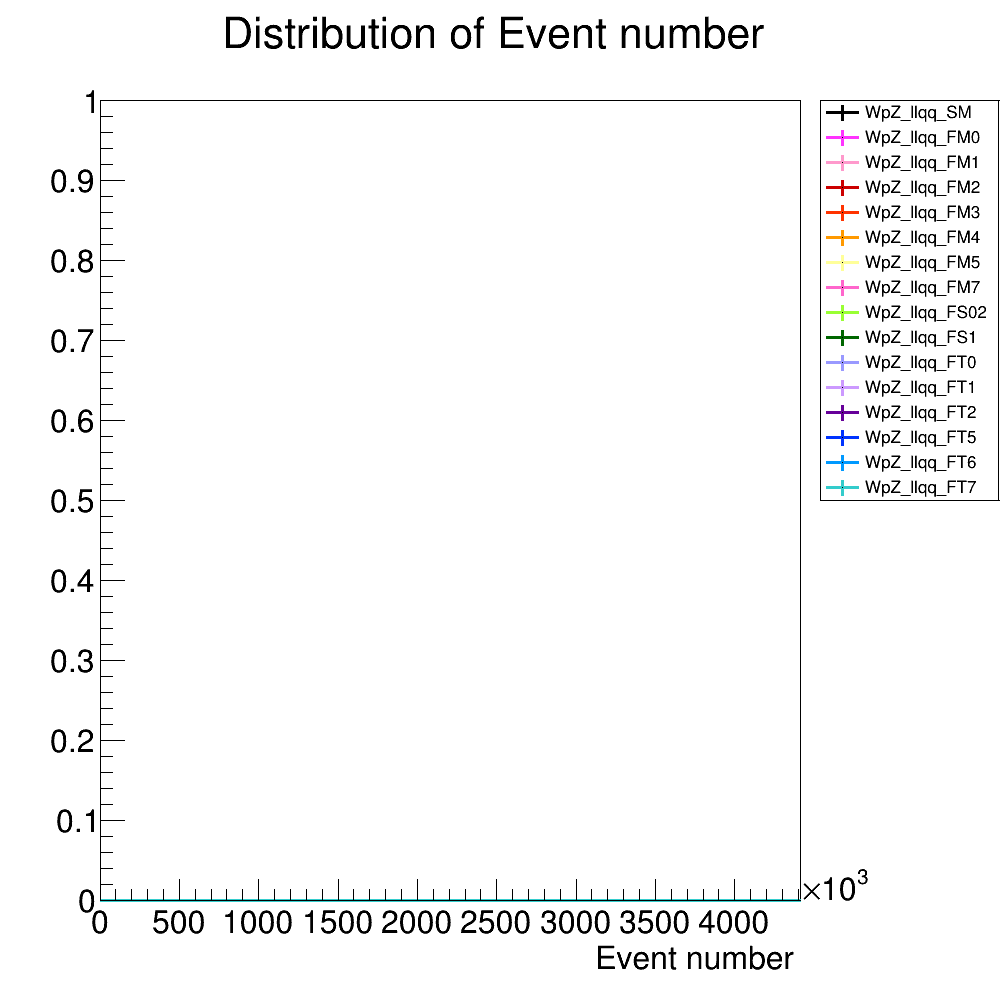 Distribution of Event number
1
0.9
0.8
0.7
0.6
0.5
0.4
0.3
0.2
0.1
0
0 500 1000 1500 2000 2500 3000 3500 4000
×10³
Event number
WpZ_llqq_SM
WpZ_llqq_FM0
WpZ_llqq_FM1
WpZ_llqq_FM2
WpZ_llqq_FM3
WpZ_llqq_FM4
WpZ_llqq_FM5
WpZ_llqq_FM7
WpZ_llqq_FS02
WpZ_llqq_FS1
WpZ_llqq_FT0
WpZ_llqq_FT1
WpZ_llqq_FT2
WpZ_llqq_FT5
WpZ_llqq_FT6
WpZ_llqq_FT7